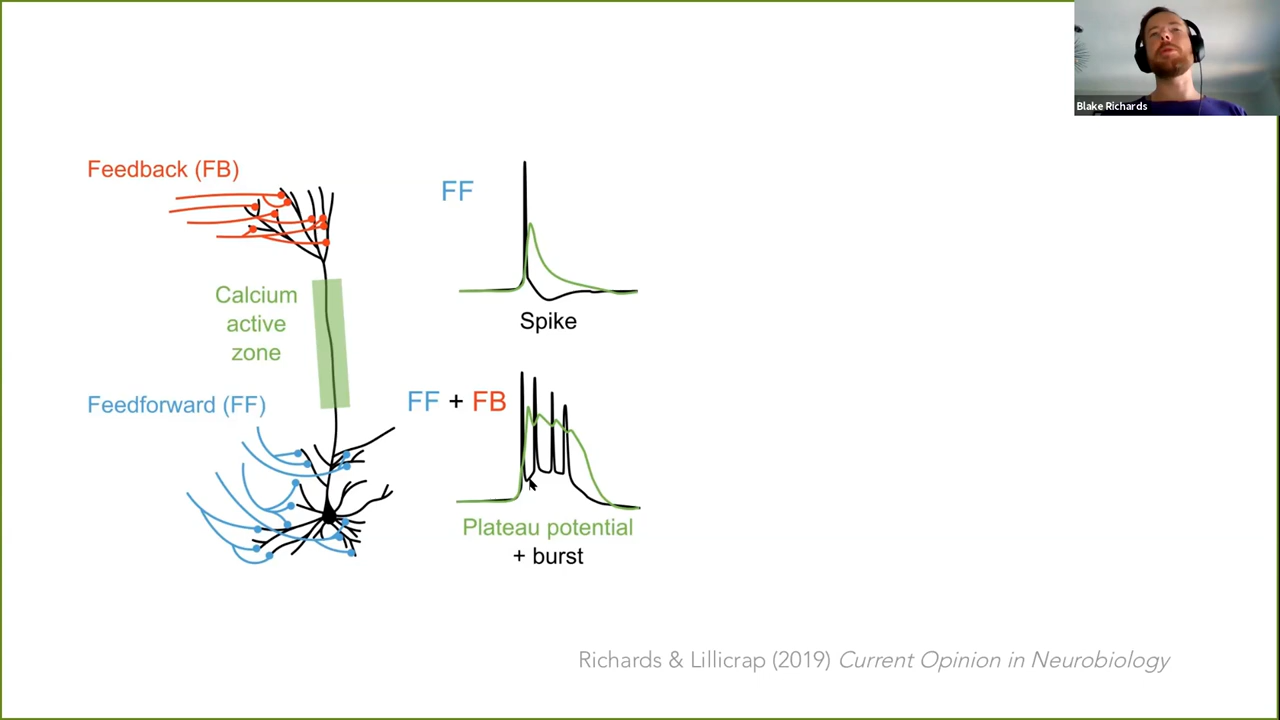 Blake Richards
Feedback (FB)
Calcium
active
zone
Feedforward (FF)
FF
Spike
FF + FB
Plateau potential
+ burst
Richards & Lillicrap (2019) Current Opinion in Neurobiology